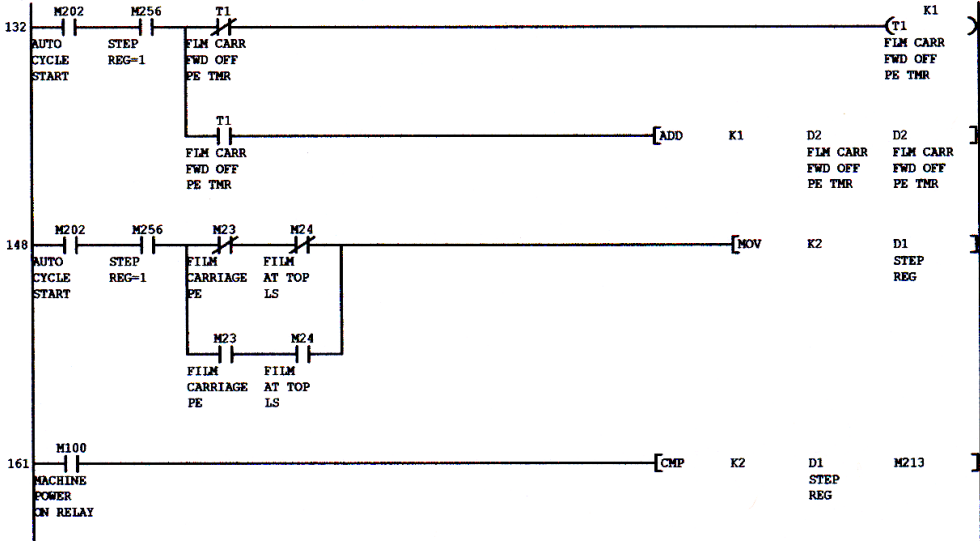 M202 M256 T1 K1
132 (T1 )
AUTO STEP FLM CARR FLM CARR
CYCLE REG=1 FWD OFF FWD OFF
START PE TMR PE TMR
T1
[ADD K1 D2 D2 ]
FLM CARR FLM CARR FLM CARR
FWD OFF FWD OFF FWD OFF
PE TMR PE TMR PE TMR
M202 M256 M23 M24
148 [MOV K2 D1 ]
AUTO STEP FILM FILM STEP
CYCLE REG=1 CARRIAGE AT TOP REG
START PE LS
M23 M24
FILM FILM
CARRIAGE AT TOP
PE LS
M100
161 [CMP K2 D1 M213 ]
MACHINE STEP
POWER REG
ON RELAY